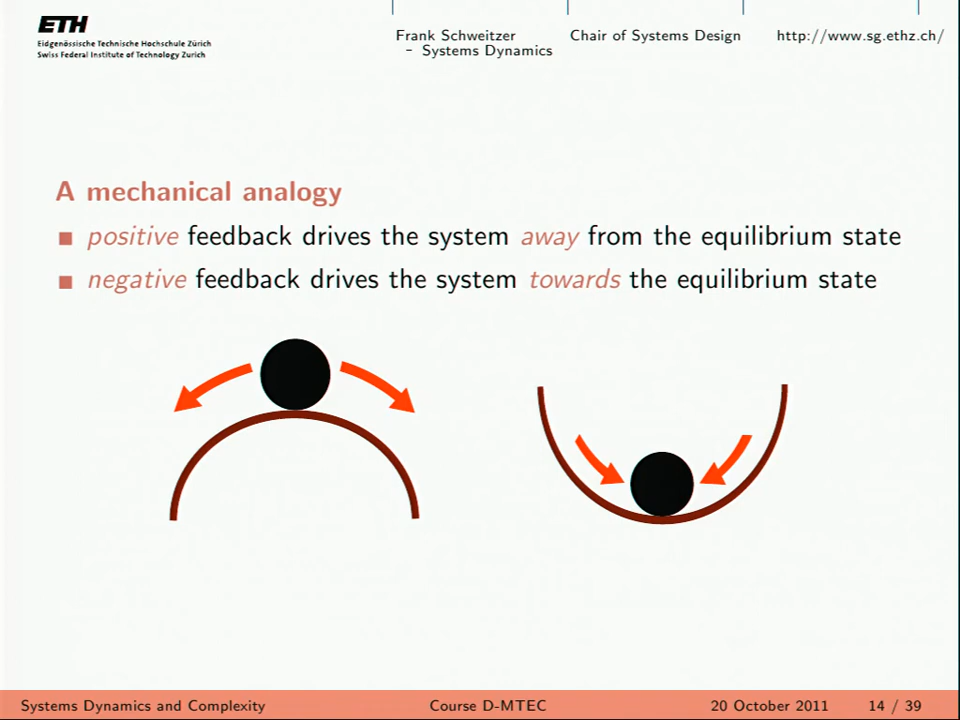 ETH
Eidgenössische Technische Hochschule Zürich
Swiss Federal Institute of Technology Zurich
Frank Schweitzer
– Systems Dynamics
Chair of Systems Design
http://www.sg.ethz.ch/
A mechanical analogy
positive feedback drives the system away from the equilibrium state
negative feedback drives the system towards the equilibrium state
Systems Dynamics and Complexity
Course D-MTEC
20 October 2011
14 / 39